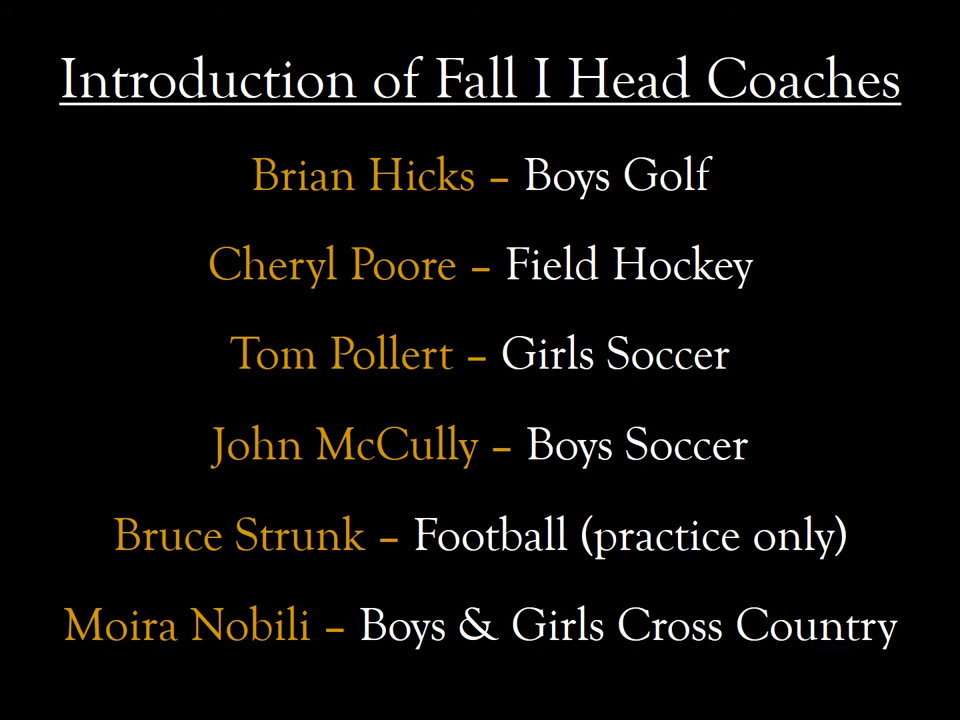 Introduction of Fall I Head Coaches
Brian Hicks – Boys Golf
Cheryl Poore – Field Hockey
Tom Pollert – Girls Soccer
John McCully – Boys Soccer
Bruce Strunk – Football (practice only)
Moira Nobili – Boys & Girls Cross Country